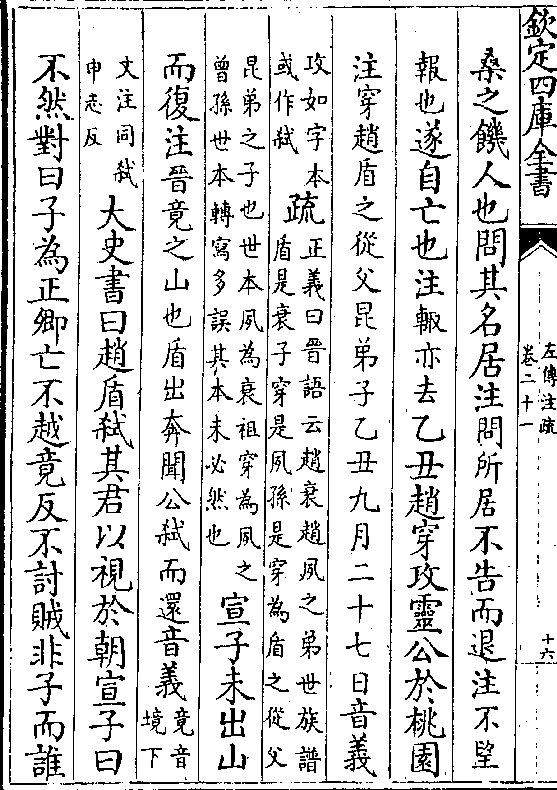 欽定四庫全書
左傳注疏
卷二十一
十六
桑之饑人也問其名居注問所居不告而退注不望
報也遂自亡也注輙亦去乙丑趙穿攻靈公於桃園
注穿趙盾之從父昆弟子乙丑九月二十七日音義
攻如字本
或作弑
疏
正義曰晉語云趙衰趙夙之弟世族譜
盾是衰子穿是夙孫是穿為盾之從父
昆弟之子也世本夙為衰祖穿為夙之
曾孫世本轉寫多誤其本未必然也
宣子未出山
而復注晉竟之山也盾出奔聞公弑而還音義
竟音
境下
文注同弑
申志反
大史書曰趙盾弑其君以視於朝宣子曰
不然對曰子為正卿亡不越竟反不討賊非子而誰